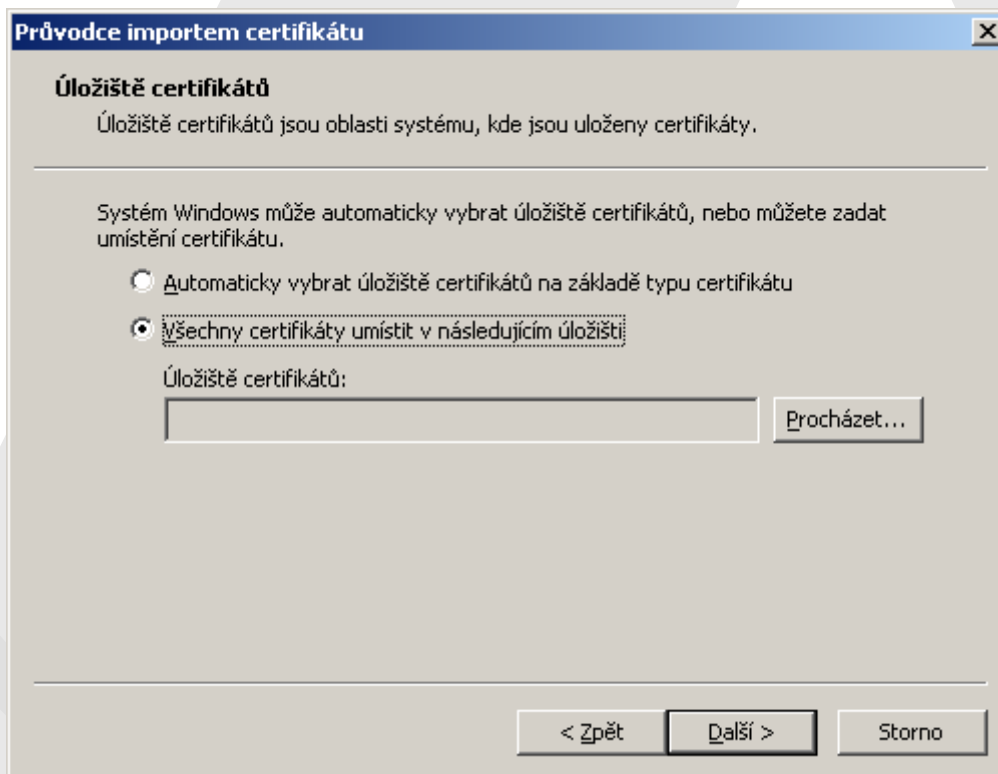 Průvodce importem certifikátu
Úložiště certifikátů
Úložiště certifikátů jsou oblasti systému, kde jsou uloženy certifikáty.
Systém Windows může automaticky vybrat úložiště certifikátů, nebo můžete zadat
umístění certifikátu.
Automaticky vybrat úložiště certifikátů na základě typu certifikátu
Všechny certifikáty umístit v následujícím úložišti
Úložiště certifikátů:
Procházet...
< Zpět
Další >
Storno